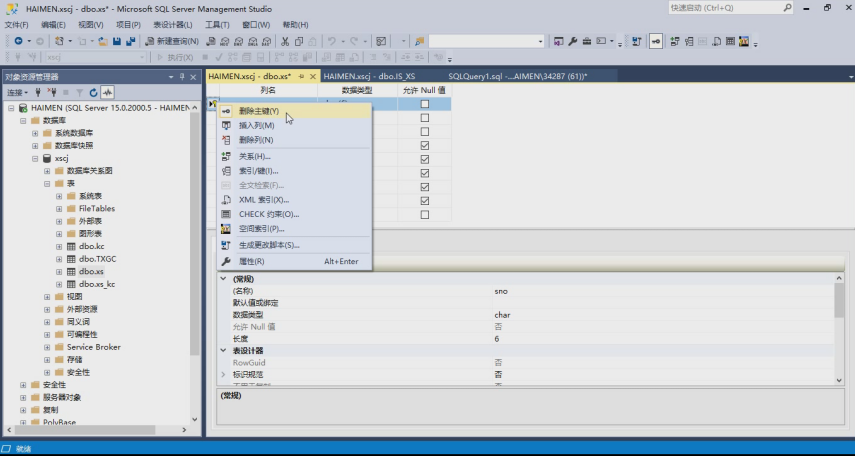 HAIMEN.xscj - dbo.xs* - Microsoft SQL Server Management Studio
快速启动 (Ctrl+Q)
文件(F) 编辑(E) 视图(V) 项目(P) 表设计器(L) 工具(T) 窗口(W) 帮助(H)
新建查询(N)
xscj
执行(X)
对象资源管理器
HAIMEN.xscj - dbo.xs* HAIMEN.xscj - dbo.IS_XS SQLQuery1.sql -...AIMEN\34287 (61))*
连接
列名 数据类型 允许 Null 值
HAIMEN (SQL Server 15.0.2000.5 - HAIMEN
数据库
系统数据库
数据库快照
xscj
数据库关系图
表
系统表
FileTables
外部表
图形表
dbo.kc
dbo.TXGC
dbo.xs
dbo.xs_kc
视图
外部资源
同义词
可编程性
Service Broker
存储
安全性
安全性
服务器对象
复制
PolyBase
删除主键(Y)
插入列(M)
删除列(N)
关系(H)...
索引/键(I)...
全文检索(F)...
XML 索引(X)...
CHECK 约束(O)...
空间索引(P)...
生成更改脚本(S)...
属性(R) Alt+Enter
(常规)
(名称) sno
默认值或绑定
数据类型 char
允许 Null 值 否
长度 6
表设计器
RowGuid 否
标识规范 否
(常规)
就绪